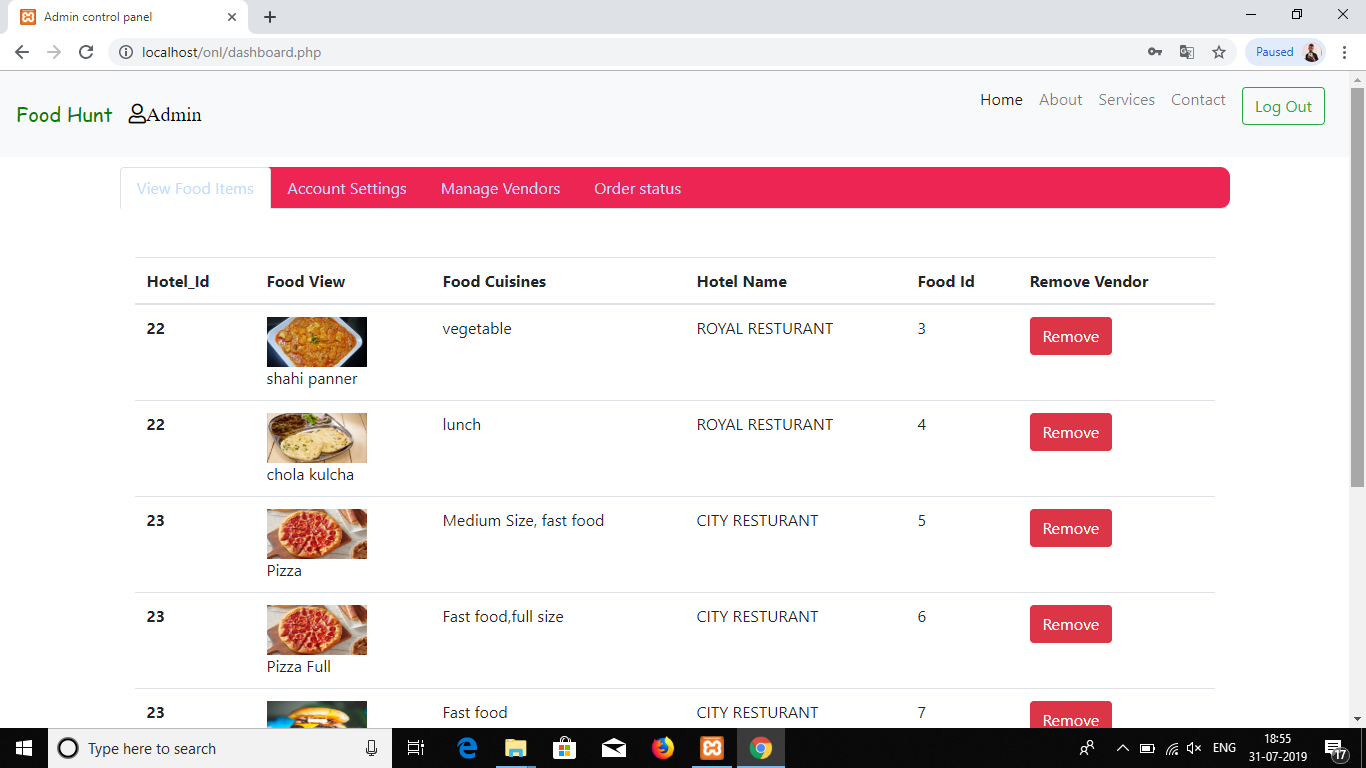 Admin control panel
localhost/onl/dashboard.php
Paused
Food Hunt Admin Home About Services Contact Log Out
View Food Items Account Settings Manage Vendors Order status
Hotel_Id Food View Food Cuisines Hotel Name Food Id Remove Vendor
22 vegetable ROYAL RESTURANT 3 Remove
shahi panner
22 lunch ROYAL RESTURANT 4 Remove
chola kulcha
23 Medium Size, fast food CITY RESTURANT 5 Remove
Pizza
23 Fast food,full size CITY RESTURANT 6 Remove
Pizza Full
23 Fast food CITY RESTURANT 7 Remove
Type here to search ENG 18:55
31-07-2019 17